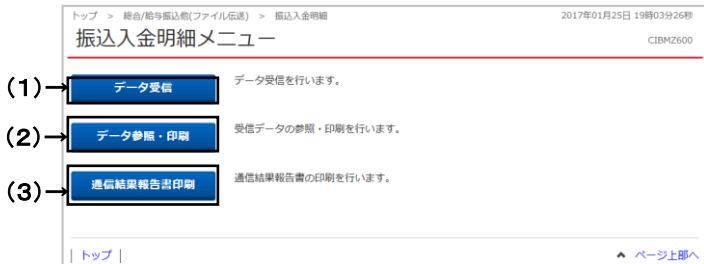 トップ > 総合/給与振込他(ファイル伝送) > 振込入金明細
2017年01月25日 19時03分26秒
振込入金明細メニュー
CIBMZ600
(1) データ受信 データ受信を行います。
(2) データ参照・印刷 受信データの参照・印刷を行います。
(3) 通信結果報告書印刷 通信結果報告書の印刷を行います。
トップ | ページ上部へ